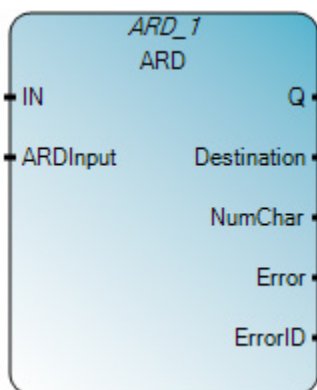 ARD_1
ARD
IN Q
ARDInput Destination
NumChar
Error
ErrorID